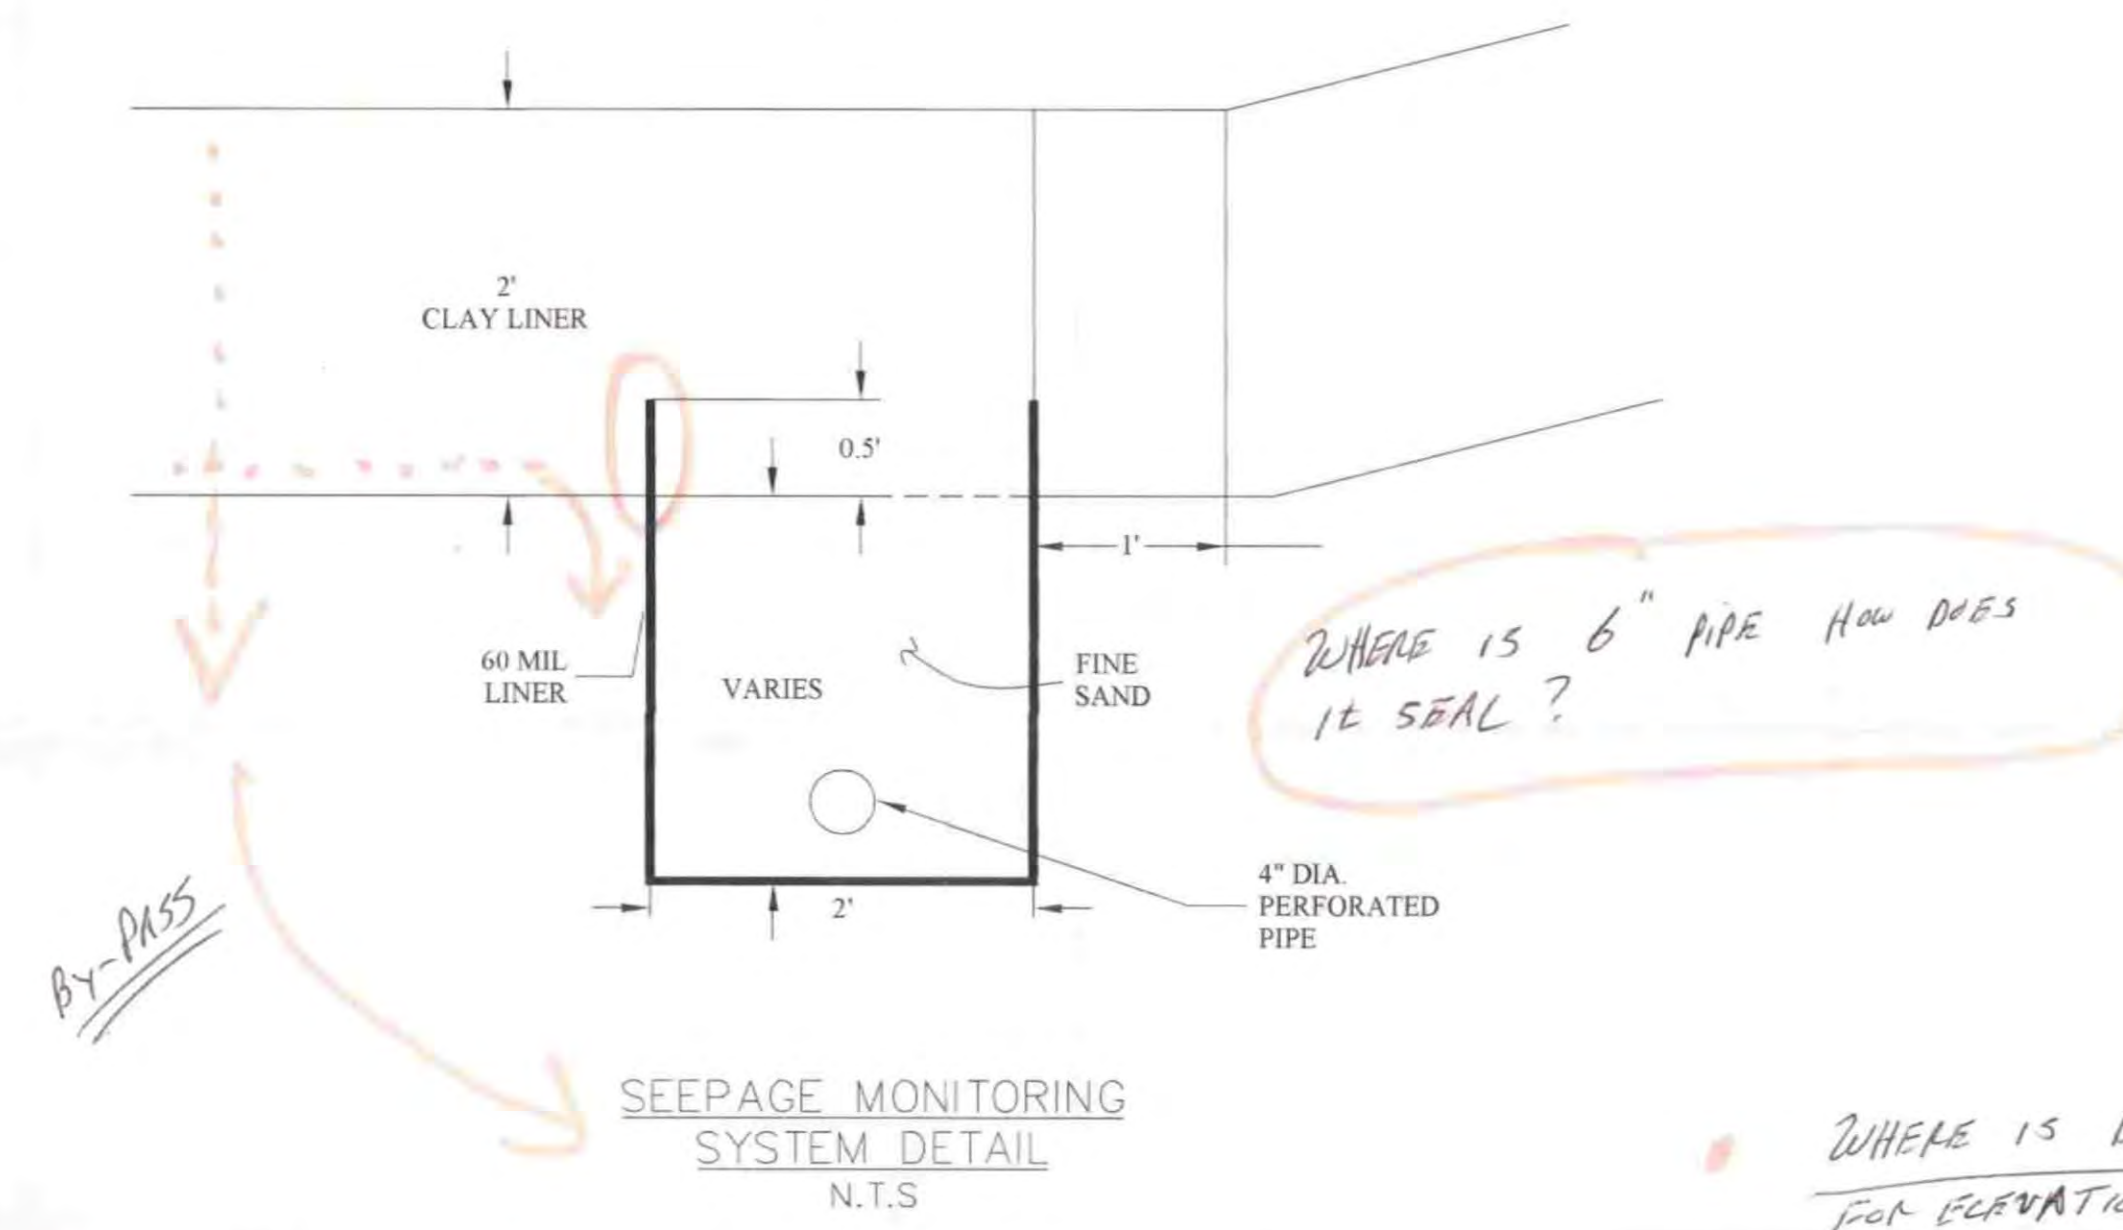 2'
CLAY LINER
0.5'
1'
WHERE IS 6" PIPE HOW DOES
It SEAL ?
60 MIL
LINER
VARIES
FINE
SAND
4" DIA.
PERFORATED
PIPE
2'
BY-PASS
SEEPAGE MONITORING
SYSTEM DETAIL
N.T.S
WHERE IS
FOR